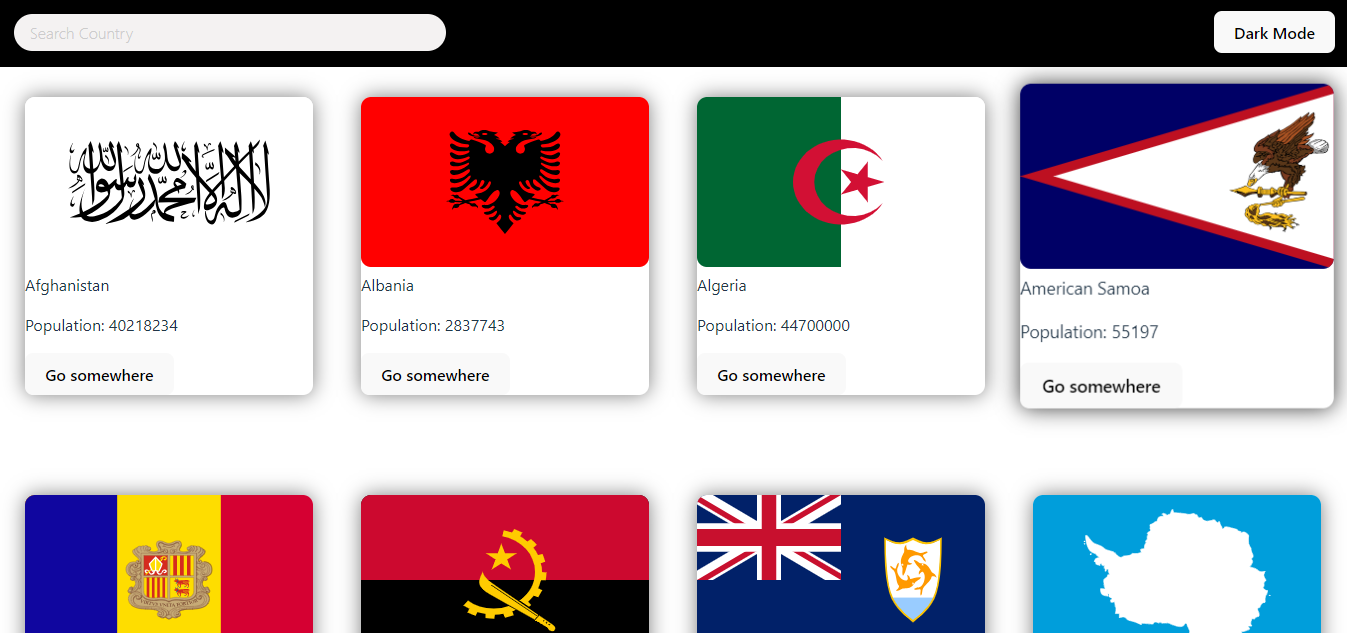 Search Country
Dark Mode
لا إله إلا الله محمد رسول الله
Afghanistan
Population: 40218234
Go somewhere
Albania
Population: 2837743
Go somewhere
Algeria
Population: 44700000
Go somewhere
American Samoa
Population: 55197
Go somewhere